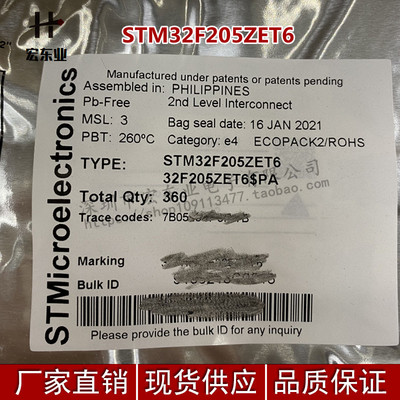 STM32F205ZET6
宏东业
2"
Manufactured under patents or patents pending
Assembled in: PHILIPPINES
Pb-Free 2nd Level Interconnect
MSL: 3 Bag seal date: 16 JAN 2021
PBT: 260°C Category: e4 ECOPACK2/ROHS
TYPE: STM32F205ZET6
32F205ZET6$PA
Total Qty: 360
Trace codes: 7B05
Marking
Bulk ID
Please provide the bulk ID for any inquiry
STMicroelectronics
厂家直销 现货供应 品质保证